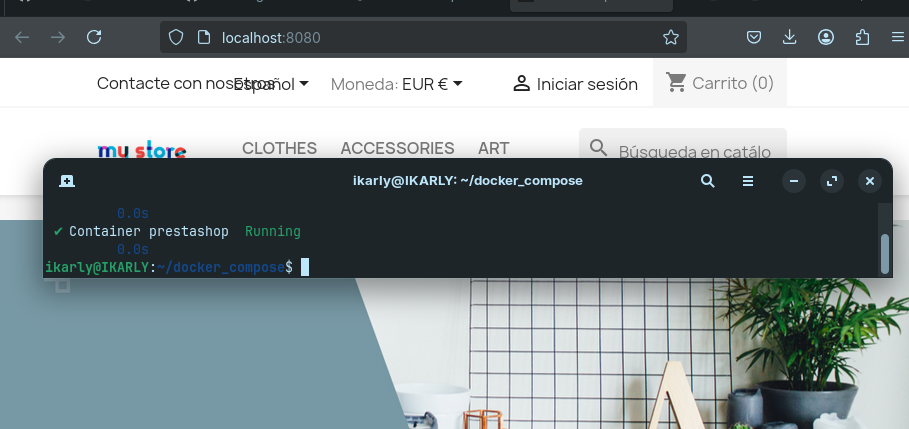 localhost:8080
Contacte con nosotros Español Moneda: EUR € Iniciar sesión Carrito (0)
my store CLOTHES ACCESSORIES ART Búsqueda en catálo
ikarly@IKARLY: ~/docker_compose
0.0s
✔ Container prestashop Running
0.0s
ikarly@IKARLY:~/docker_compose$